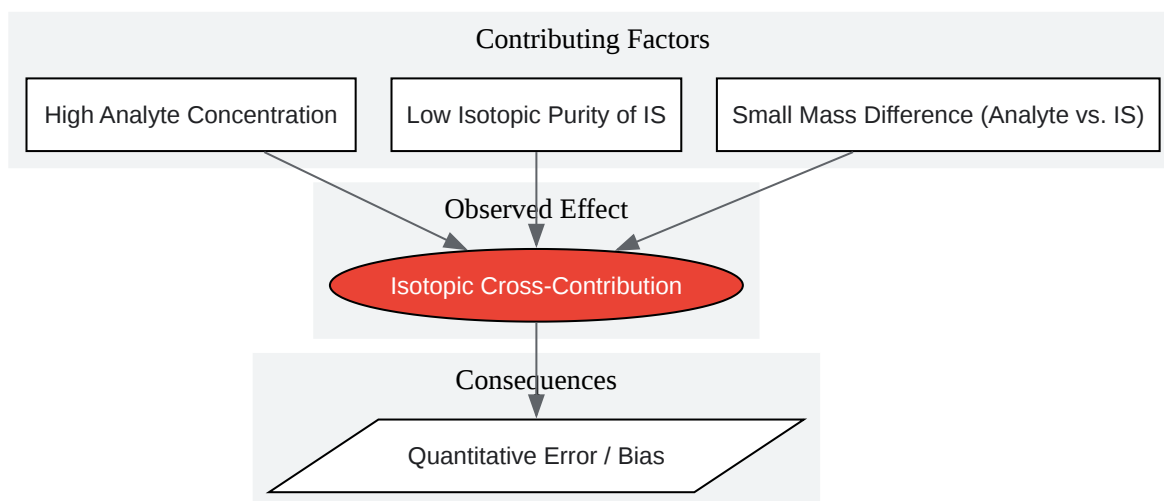 Contributing Factors
High Analyte Concentration
Low Isotopic Purity of IS
Small Mass Difference (Analyte vs. IS)
Observed Effect
Isotopic Cross-Contribution
Consequences
Quantitative Error / Bias